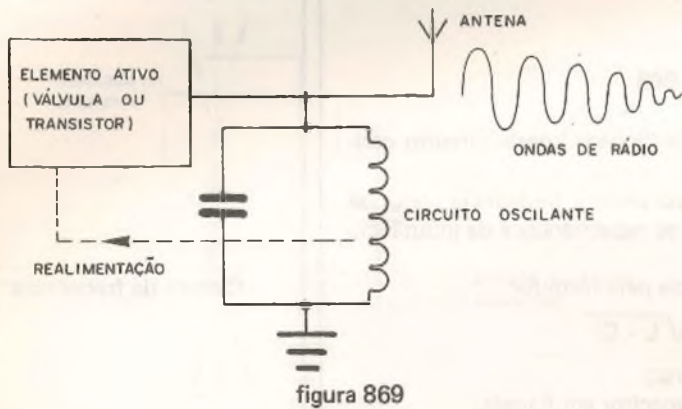 ANTENA
ELEMENTO ATIVO
(VÁLVULA OU
TRANSISTOR)
ONDAS DE RÁDIO
CIRCUITO OSCILANTE
REALIMENTAÇÃO
figura 869